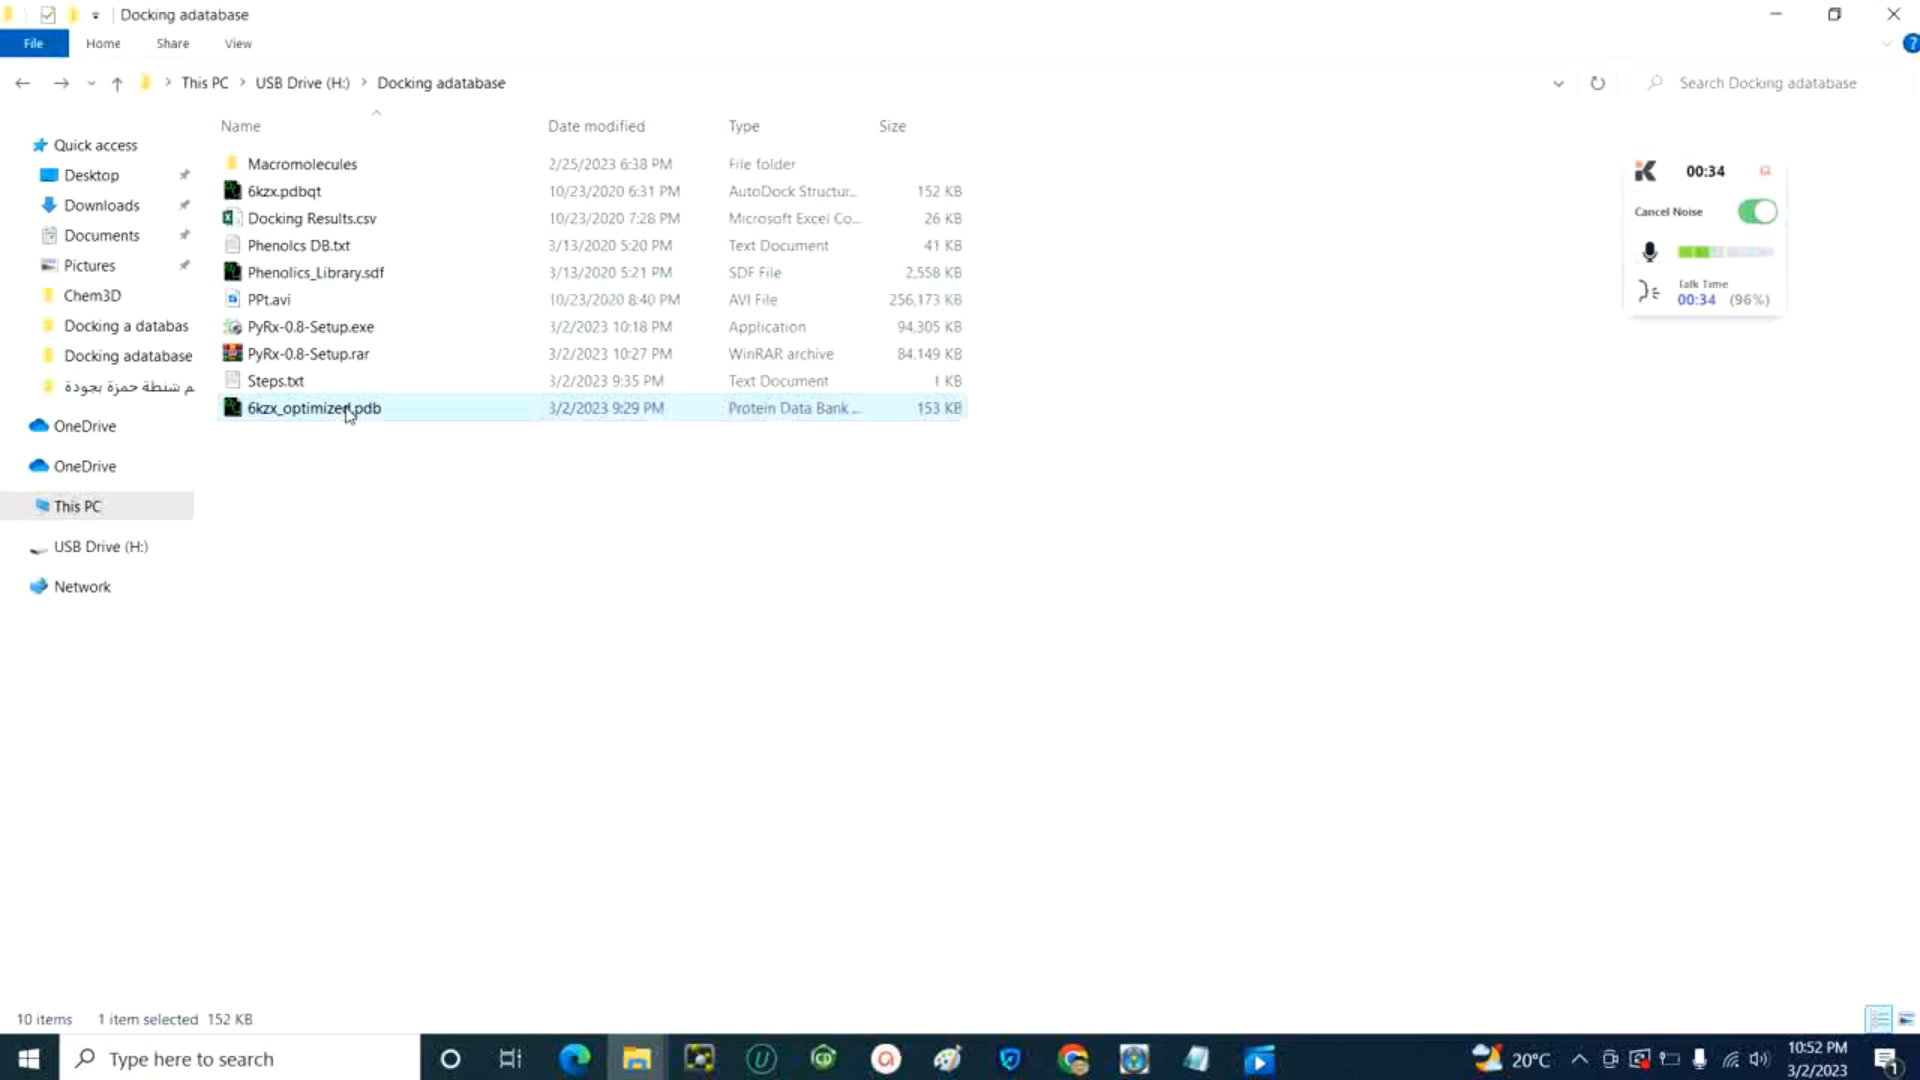 Docking adatabase
File Home Share View
This PC > USB Drive (H:) > Docking adatabase
Search Docking adatabase
Name Date modified Type Size
Quick access
Desktop
Downloads
Documents
Pictures
Chem3D
Docking a databas
Docking adatabase
م شنطة حمزة بجودة
OneDrive
OneDrive
This PC
USB Drive (H:)
Network
Macromolecules 2/25/2023 6:38 PM File folder
6kzx.pdbqt 10/23/2020 6:31 PM AutoDock Structur... 152 KB
Docking Results.csv 10/23/2020 7:28 PM Microsoft Excel Co... 26 KB
Phenolcs DB.txt 3/13/2020 5:20 PM Text Document 41 KB
Phenolics_Library.sdf 3/13/2020 5:21 PM SDF File 2,558 KB
PPt.avi 10/23/2020 8:40 PM AVI File 256,173 KB
PyRx-0.8-Setup.exe 3/2/2023 10:18 PM Application 94,305 KB
PyRx-0.8-Setup.rar 3/2/2023 10:27 PM WinRAR archive 84,149 KB
Steps.txt 3/2/2023 9:35 PM Text Document 1 KB
6kzx_optimized.pdb 3/2/2023 9:29 PM Protein Data Bank ... 153 KB
00:34
Cancel Noise
Talk Time
00:34 (96%)
10 items 1 item selected 152 KB
Type here to search
20°C
10:52 PM
3/2/2023
1